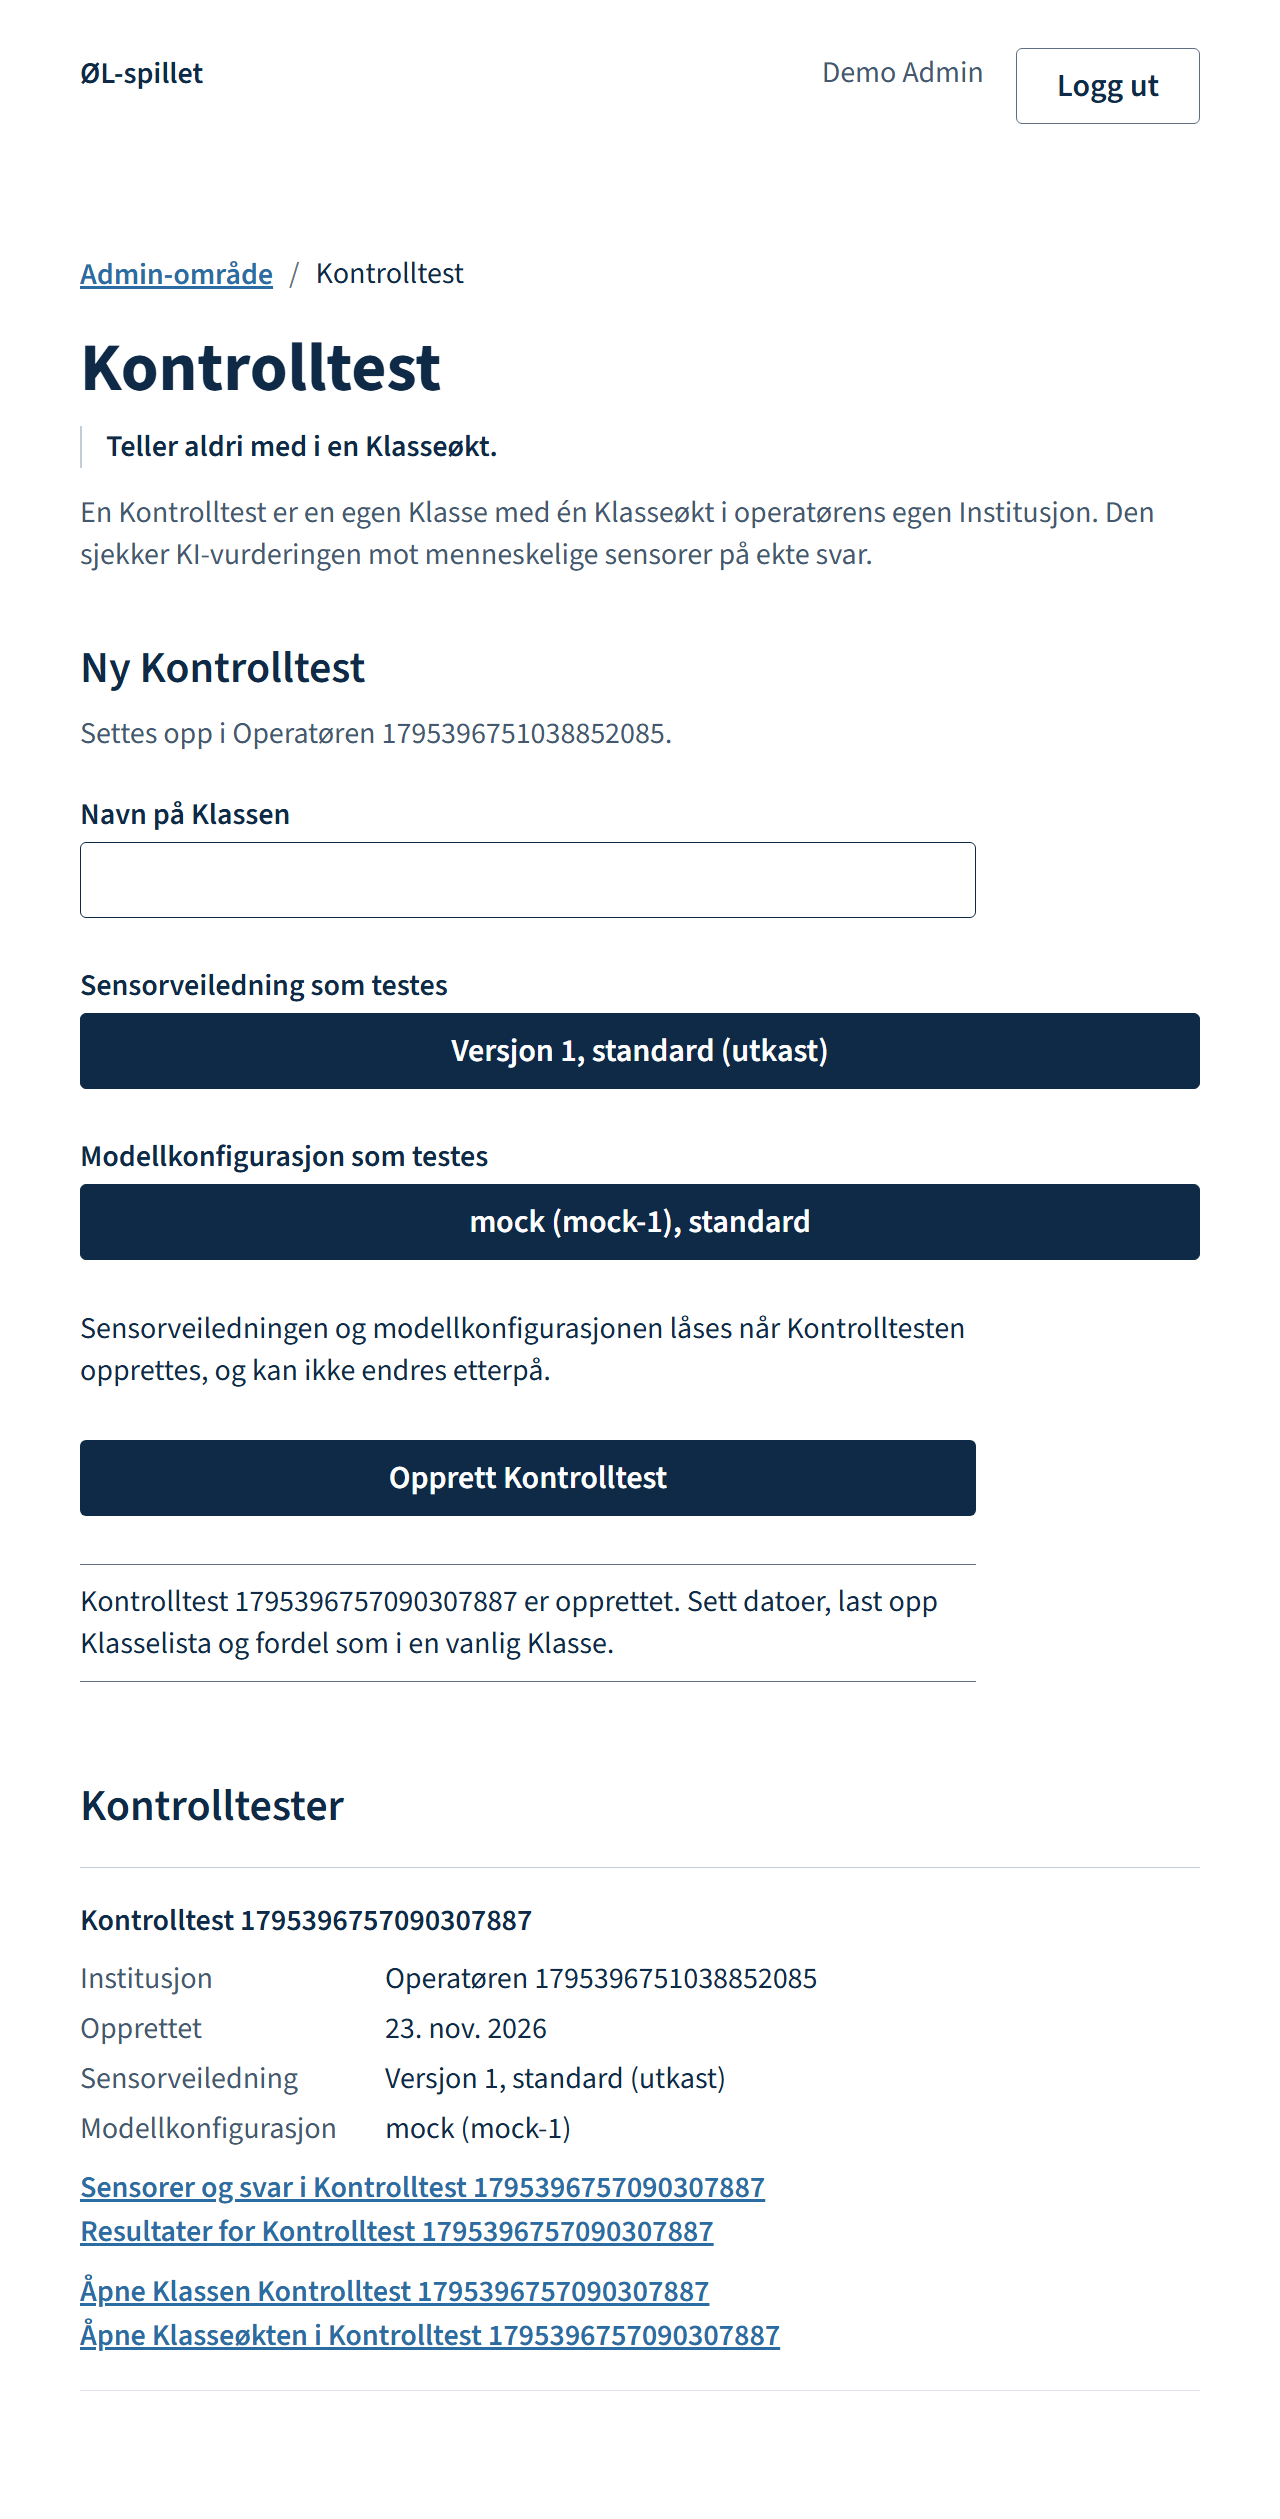 ØL-spillet
Demo Admin
Logg ut
Admin-område / Kontrolltest
Kontrolltest
Teller aldri med i en Klasseøkt.
En Kontrolltest er en egen Klasse med én Klasseøkt i operatørens egen Institusjon. Den
sjekker KI-vurderingen mot menneskelige sensorer på ekte svar.
Ny Kontrolltest
Settes opp i Operatøren 1795396751038852085.
Navn på Klassen
Sensorveiledning som testes
Versjon 1, standard (utkast)
Modellkonfigurasjon som testes
mock (mock-1), standard
Sensorveiledningen og modellkonfigurasjonen låses når Kontrolltesten
opprettes, og kan ikke endres etterpå.
Opprett Kontrolltest
Kontrolltest 1795396757090307887 er opprettet. Sett datoer, last opp
Klasselista og fordel som i en vanlig Klasse.
Kontrolltester
Kontrolltest 1795396757090307887
Institusjon Operatøren 1795396751038852085
Opprettet 23. nov. 2026
Sensorveiledning Versjon 1, standard (utkast)
Modellkonfigurasjon mock (mock-1)
Sensorer og svar i Kontrolltest 1795396757090307887
Resultater for Kontrolltest 1795396757090307887
Åpne Klassen Kontrolltest 1795396757090307887
Åpne Klasseøkten i Kontrolltest 1795396757090307887